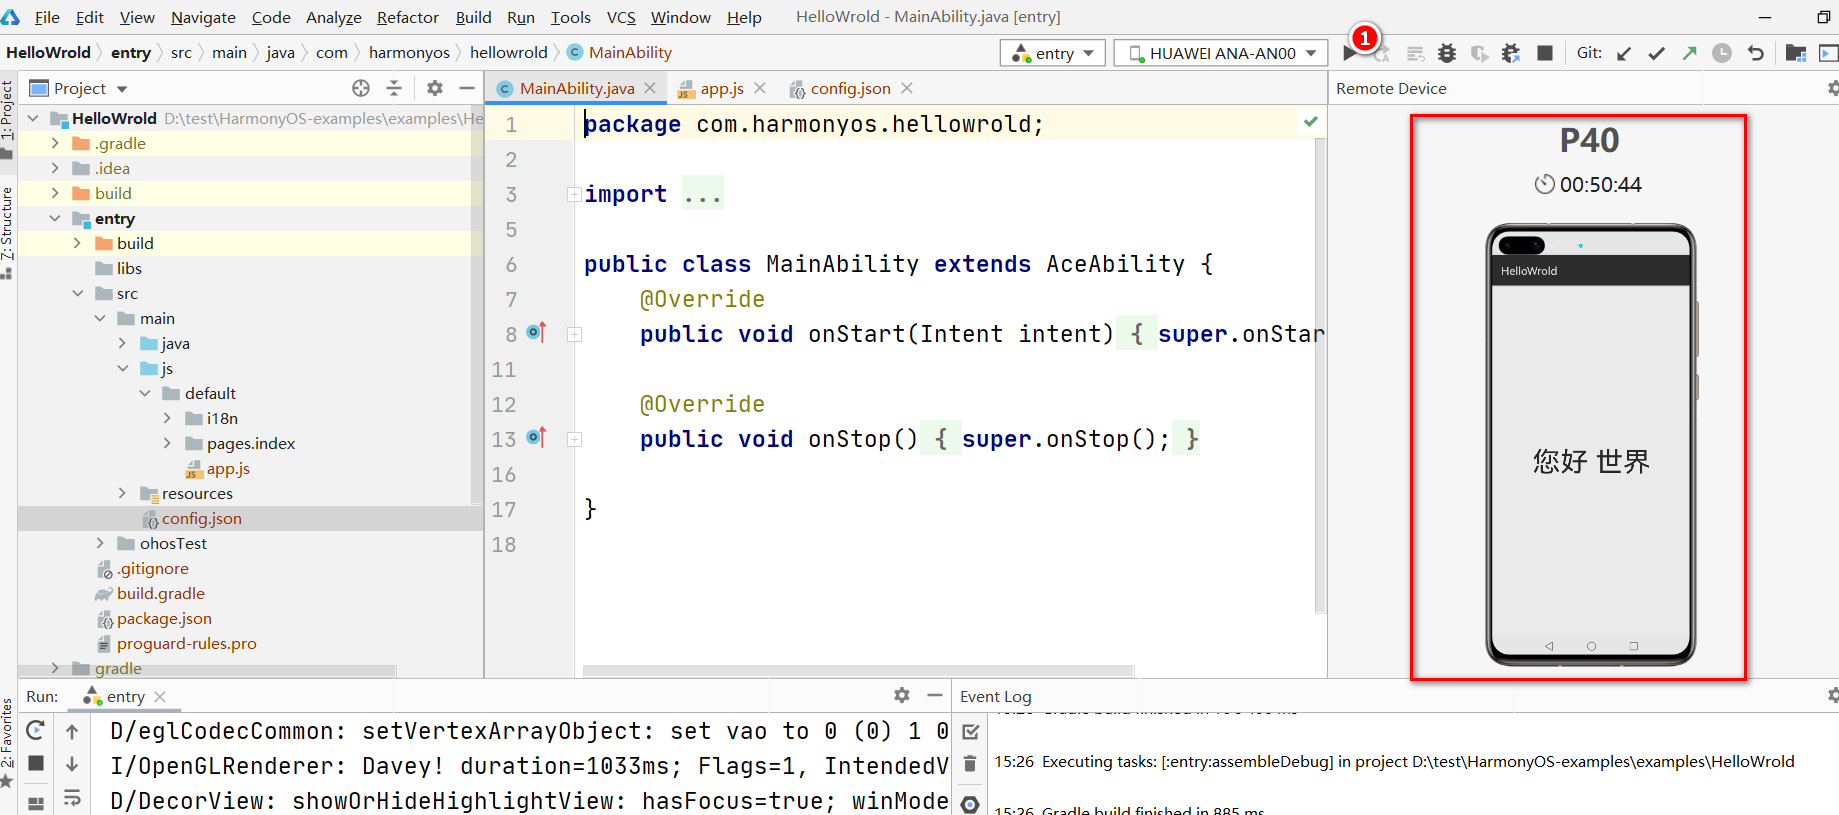 File Edit View Navigate Code Analyze Refactor Build Run Tools VCS Window Help HelloWrold - MainAbility.java [entry]
HelloWrold entry src main java com harmonyos hellowrold MainAbility entry HUAWEI ANA-AN00 1 Git:
1: Project
Z: Structure
2: Favorites
Project
HelloWrold D:\test\HarmonyOS-examples\examples\He
.gradle
.idea
build
entry
build
libs
src
main
java
js
default
i18n
pages.index
app.js
resources
config.json
ohosTest
.gitignore
build.gradle
package.json
proguard-rules.pro
gradle
MainAbility.java app.js config.json
1 package com.harmonyos.hellowrold;
2
3 import ...
5
6 public class MainAbility extends AceAbility {
7 @Override
8 public void onStart(Intent intent) { super.onStar
11
12 @Override
13 public void onStop() { super.onStop(); }
16
17 }
18
Remote Device
P40
00:50:44
HelloWrold
您好 世界
Run: entry
D/eglCodecCommon: setVertexArrayObject: set vao to 0 (0) 1 0
I/OpenGLRenderer: Davey! duration=1033ms; Flags=1, IntendedV
D/DecorView: showOrHideHighlightView: hasFocus=true; winMode
Event Log
15:26 Executing tasks: [:entry:assembleDebug] in project D:\test\HarmonyOS-examples\examples\HelloWrold
15:26 Gradle build finished in 885 ms